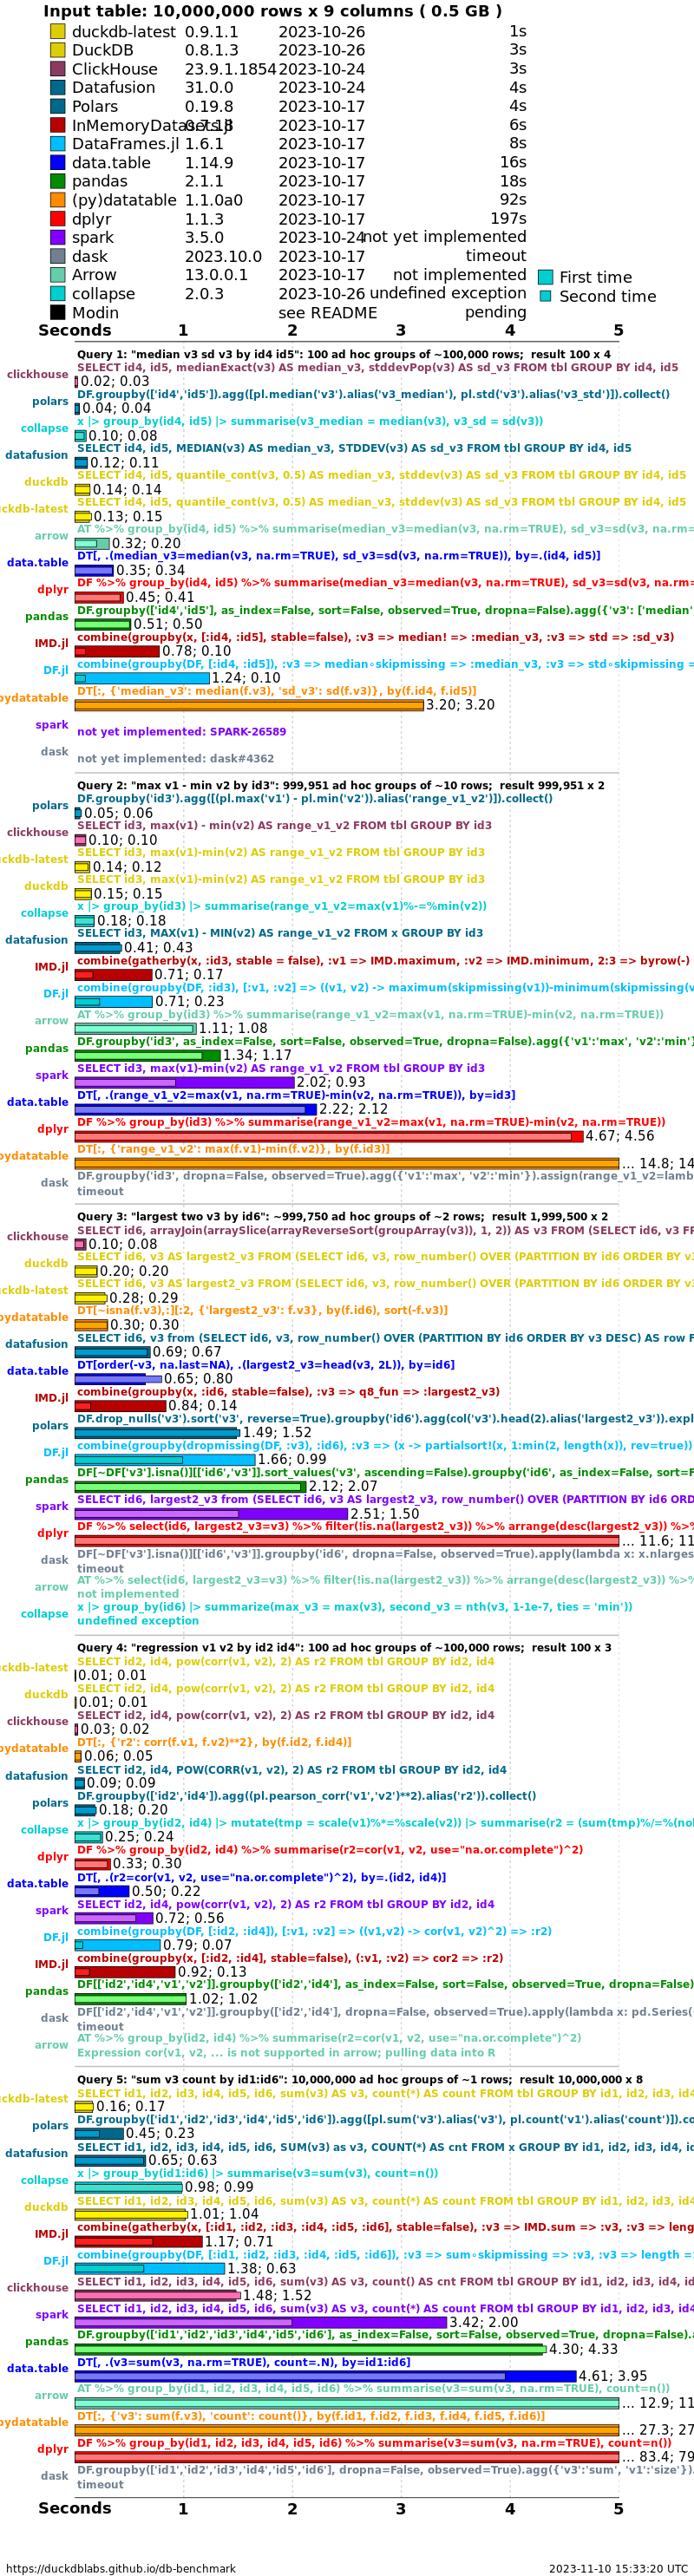 Input table: 10,000,000 rows x 9 columns ( 0.5 GB )
duckdb-latest 0.9.1.1 2023-10-26 1s
DuckDB 0.8.1.3 2023-10-26 3s
ClickHouse 23.9.1.1854 2023-10-24 3s
Datafusion 31.0.0 2023-10-24 4s
Polars 0.19.8 2023-10-17 4s
InMemoryDatasets.jl 0.7.18 2023-10-17 6s
DataFrames.jl 1.6.1 2023-10-17 8s
data.table 1.14.9 2023-10-17 16s
pandas 2.1.1 2023-10-17 18s
(py)datatable 1.1.0a0 2023-10-17 92s
dplyr 1.1.3 2023-10-17 197s
spark 3.5.0 2023-10-24 not yet implemented
dask 2023.10.0 2023-10-17 timeout
Arrow 13.0.0.1 2023-10-17 not implemented
First time
collapse 2.0.3 2023-10-26 undefined exception
Second time
Modin see README pending
Seconds 1 2 3 4 5
Query 1: "median v3 sd v3 by id4 id5": 100 ad hoc groups of ~100,000 rows; result 100 x 4
clickhouse SELECT id4, id5, medianExact(v3) AS median_v3, stddevPop(v3) AS sd_v3 FROM tbl GROUP BY id4, id5
0.02; 0.03
polars DF.groupby(['id4','id5']).agg([pl.median('v3').alias('v3_median'), pl.std('v3').alias('v3_std')]).collect()
0.04; 0.04
collapse x |> group_by(id4, id5) |> summarise(v3_median = median(v3), v3_sd = sd(v3))
0.10; 0.08
datafusion SELECT id4, id5, MEDIAN(v3) AS median_v3, STDDEV(v3) AS sd_v3 FROM tbl GROUP BY id4, id5
0.12; 0.11
duckdb SELECT id4, id5, quantile_cont(v3, 0.5) AS median_v3, stddev(v3) AS sd_v3 FROM tbl GROUP BY id4, id5
0.14; 0.14
uckdb-latest SELECT id4, id5, quantile_cont(v3, 0.5) AS median_v3, stddev(v3) AS sd_v3 FROM tbl GROUP BY id4, id5
0.13; 0.15
arrow AT %>% group_by(id4, id5) %>% summarise(median_v3=median(v3, na.rm=TRUE), sd_v3=sd(v3, na.rm=
0.32; 0.20
data.table DT[, .(median_v3=median(v3, na.rm=TRUE), sd_v3=sd(v3, na.rm=TRUE)), by=.(id4, id5)]
0.35; 0.34
dplyr DF %>% group_by(id4, id5) %>% summarise(median_v3=median(v3, na.rm=TRUE), sd_v3=sd(v3, na.rm=
0.45; 0.41
pandas DF.groupby(['id4','id5'], as_index=False, sort=False, observed=True, dropna=False).agg({'v3': ['median'
0.51; 0.50
IMD.jl combine(groupby(x, [:id4, :id5], stable=false), :v3 => median! => :median_v3, :v3 => std => :sd_v3)
0.78; 0.10
DF.jl combine(groupby(DF, [:id4, :id5]), :v3 => median∘skipmissing => :median_v3, :v3 => std∘skipmissing =
1.24; 0.10
pydatatable DT[:, {'median_v3': median(f.v3), 'sd_v3': sd(f.v3)}, by(f.id4, f.id5)]
3.20; 3.20
spark not yet implemented: SPARK-26589
dask not yet implemented: dask#4362
Query 2: "max v1 - min v2 by id3": 999,951 ad hoc groups of ~10 rows; result 999,951 x 2
polars DF.groupby('id3').agg([(pl.max('v1') - pl.min('v2')).alias('range_v1_v2')]).collect()
0.05; 0.06
clickhouse SELECT id3, max(v1) - min(v2) AS range_v1_v2 FROM tbl GROUP BY id3
0.10; 0.10
uckdb-latest SELECT id3, max(v1)-min(v2) AS range_v1_v2 FROM tbl GROUP BY id3
0.14; 0.12
duckdb SELECT id3, max(v1)-min(v2) AS range_v1_v2 FROM tbl GROUP BY id3
0.15; 0.15
collapse x |> group_by(id3) |> summarise(range_v1_v2=max(v1)%-=%min(v2))
0.18; 0.18
datafusion SELECT id3, MAX(v1) - MIN(v2) AS range_v1_v2 FROM x GROUP BY id3
0.41; 0.43
IMD.jl combine(gatherby(x, :id3, stable = false), :v1 => IMD.maximum, :v2 => IMD.minimum, 2:3 => byrow(-)
0.71; 0.17
DF.jl combine(groupby(DF, :id3), [:v1, :v2] => ((v1, v2) -> maximum(skipmissing(v1))-minimum(skipmissing(v
0.71; 0.23
arrow AT %>% group_by(id3) %>% summarise(range_v1_v2=max(v1, na.rm=TRUE)-min(v2, na.rm=TRUE))
1.11; 1.08
pandas DF.groupby('id3', as_index=False, sort=False, observed=True, dropna=False).agg({'v1':'max', 'v2':'min'}
1.34; 1.17
spark SELECT id3, max(v1)-min(v2) AS range_v1_v2 FROM tbl GROUP BY id3
2.02; 0.93
data.table DT[, .(range_v1_v2=max(v1, na.rm=TRUE)-min(v2, na.rm=TRUE)), by=id3]
2.22; 2.12
dplyr DF %>% group_by(id3) %>% summarise(range_v1_v2=max(v1, na.rm=TRUE)-min(v2, na.rm=TRUE))
4.67; 4.56
pydatatable DT[:, {'range_v1_v2': max(f.v1)-min(f.v2)}, by(f.id3)]
... 14.8; 14
dask DF.groupby('id3', dropna=False, observed=True).agg({'v1':'max', 'v2':'min'}).assign(range_v1_v2=lamb
timeout
Query 3: "largest two v3 by id6": ~999,750 ad hoc groups of ~2 rows; result 1,999,500 x 2
clickhouse SELECT id6, arrayJoin(arraySlice(arrayReverseSort(groupArray(v3)), 1, 2)) AS v3 FROM (SELECT id6, v3 FR
0.10; 0.08
duckdb SELECT id6, v3 AS largest2_v3 FROM (SELECT id6, v3, row_number() OVER (PARTITION BY id6 ORDER BY v3
0.20; 0.20
uckdb-latest SELECT id6, v3 AS largest2_v3 FROM (SELECT id6, v3, row_number() OVER (PARTITION BY id6 ORDER BY v3
0.28; 0.29
pydatatable DT[~isna(f.v3),:][:2, {'largest2_v3': f.v3}, by(f.id6), sort(-f.v3)]
0.30; 0.30
datafusion SELECT id6, v3 from (SELECT id6, v3, row_number() OVER (PARTITION BY id6 ORDER BY v3 DESC) AS row F
0.69; 0.67
data.table DT[order(-v3, na.last=NA), .(largest2_v3=head(v3, 2L)), by=id6]
0.65; 0.80
IMD.jl combine(groupby(x, :id6, stable=false), :v3 => q8_fun => :largest2_v3)
0.84; 0.14
polars DF.drop_nulls('v3').sort('v3', reverse=True).groupby('id6').agg(col('v3').head(2).alias('largest2_v3')).expl
1.49; 1.52
DF.jl combine(groupby(dropmissing(DF, :v3), :id6), :v3 => (x -> partialsort!(x, 1:min(2, length(x)), rev=true))
1.66; 0.99
pandas DF[~DF['v3'].isna()][['id6','v3']].sort_values('v3', ascending=False).groupby('id6', as_index=False, sort=F
2.12; 2.07
spark SELECT id6, largest2_v3 from (SELECT id6, v3 AS largest2_v3, row_number() OVER (PARTITION BY id6 ORD
2.51; 1.50
dplyr DF %>% select(id6, largest2_v3=v3) %>% filter(!is.na(largest2_v3)) %>% arrange(desc(largest2_v3)) %>%
... 11.6; 11
dask DF[~DF['v3'].isna()][['id6','v3']].groupby('id6', dropna=False, observed=True).apply(lambda x: x.nlarges
timeout
arrow AT %>% select(id6, largest2_v3=v3) %>% filter(!is.na(largest2_v3)) %>% arrange(desc(largest2_v3)) %>%
not implemented
collapse x |> group_by(id6) |> summarize(max_v3 = max(v3), second_v3 = nth(v3, 1-1e-7, ties = 'min'))
undefined exception
Query 4: "regression v1 v2 by id2 id4": 100 ad hoc groups of ~100,000 rows; result 100 x 3
uckdb-latest SELECT id2, id4, pow(corr(v1, v2), 2) AS r2 FROM tbl GROUP BY id2, id4
0.01; 0.01
duckdb SELECT id2, id4, pow(corr(v1, v2), 2) AS r2 FROM tbl GROUP BY id2, id4
0.01; 0.01
clickhouse SELECT id2, id4, pow(corr(v1, v2), 2) AS r2 FROM tbl GROUP BY id2, id4
0.03; 0.02
pydatatable DT[:, {'r2': corr(f.v1, f.v2)**2}, by(f.id2, f.id4)]
0.06; 0.05
datafusion SELECT id2, id4, POW(CORR(v1, v2), 2) AS r2 FROM tbl GROUP BY id2, id4
0.09; 0.09
polars DF.groupby(['id2','id4']).agg((pl.pearson_corr('v1','v2')**2).alias('r2')).collect()
0.18; 0.20
collapse x |> group_by(id2, id4) |> mutate(tmp = scale(v1)%*=%scale(v2)) |> summarise(r2 = (sum(tmp)%/=%(nol
0.25; 0.24
dplyr DF %>% group_by(id2, id4) %>% summarise(r2=cor(v1, v2, use="na.or.complete")^2)
0.33; 0.30
data.table DT[, .(r2=cor(v1, v2, use="na.or.complete")^2), by=.(id2, id4)]
0.50; 0.22
spark SELECT id2, id4, pow(corr(v1, v2), 2) AS r2 FROM tbl GROUP BY id2, id4
0.72; 0.56
DF.jl combine(groupby(DF, [:id2, :id4]), [:v1, :v2] => ((v1,v2) -> cor(v1, v2)^2) => :r2)
0.79; 0.07
IMD.jl combine(groupby(x, [:id2, :id4], stable=false), (:v1, :v2) => cor2 => :r2)
0.92; 0.13
pandas DF[['id2','id4','v1','v2']].groupby(['id2','id4'], as_index=False, sort=False, observed=True, dropna=False)
1.02; 1.02
dask DF[['id2','id4','v1','v2']].groupby(['id2','id4'], dropna=False, observed=True).apply(lambda x: pd.Series(
timeout
arrow AT %>% group_by(id2, id4) %>% summarise(r2=cor(v1, v2, use="na.or.complete")^2)
Expression cor(v1, v2, ... is not supported in arrow; pulling data into R
Query 5: "sum v3 count by id1:id6": 10,000,000 ad hoc groups of ~1 rows; result 10,000,000 x 8
uckdb-latest SELECT id1, id2, id3, id4, id5, id6, sum(v3) AS v3, count(*) AS count FROM tbl GROUP BY id1, id2, id3, id4
0.16; 0.17
polars DF.groupby(['id1','id2','id3','id4','id5','id6']).agg([pl.sum('v3').alias('v3'), pl.count('v1').alias('count')]).co
0.45; 0.23
datafusion SELECT id1, id2, id3, id4, id5, id6, SUM(v3) as v3, COUNT(*) AS cnt FROM x GROUP BY id1, id2, id3, id4, id
0.65; 0.63
collapse x |> group_by(id1:id6) |> summarise(v3=sum(v3), count=n())
0.98; 0.99
duckdb SELECT id1, id2, id3, id4, id5, id6, sum(v3) AS v3, count(*) AS count FROM tbl GROUP BY id1, id2, id3, id4
1.01; 1.04
IMD.jl combine(gatherby(x, [:id1, :id2, :id3, :id4, :id5, :id6], stable=false), :v3 => IMD.sum => :v3, :v3 => leng
1.17; 0.71
DF.jl combine(groupby(DF, [:id1, :id2, :id3, :id4, :id5, :id6]), :v3 => sum∘skipmissing => :v3, :v3 => length =
1.38; 0.63
clickhouse SELECT id1, id2, id3, id4, id5, id6, sum(v3) AS v3, count() AS cnt FROM tbl GROUP BY id1, id2, id3, id4, id
1.48; 1.52
spark SELECT id1, id2, id3, id4, id5, id6, sum(v3) AS v3, count(*) AS count FROM tbl GROUP BY id1, id2, id3, id4
3.42; 2.00
pandas DF.groupby(['id1','id2','id3','id4','id5','id6'], as_index=False, sort=False, observed=True, dropna=False).a
4.30; 4.33
data.table DT[, .(v3=sum(v3, na.rm=TRUE), count=.N), by=id1:id6]
4.61; 3.95
arrow AT %>% group_by(id1, id2, id3, id4, id5, id6) %>% summarise(v3=sum(v3, na.rm=TRUE), count=n())
... 12.9; 11
pydatatable DT[:, {'v3': sum(f.v3), 'count': count()}, by(f.id1, f.id2, f.id3, f.id4, f.id5, f.id6)]
... 27.3; 27
dplyr DF %>% group_by(id1, id2, id3, id4, id5, id6) %>% summarise(v3=sum(v3, na.rm=TRUE), count=n())
... 83.4; 79
dask DF.groupby(['id1','id2','id3','id4','id5','id6'], dropna=False, observed=True).agg({'v3':'sum', 'v1':'size'}).
timeout
Seconds 1 2 3 4 5
https://duckdblabs.github.io/db-benchmark 2023-11-10 15:33:20 UTC